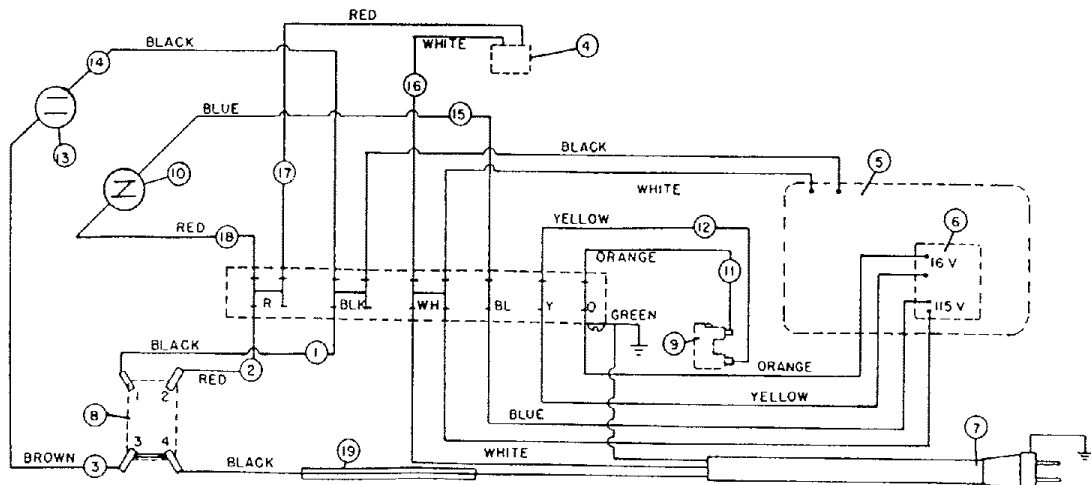 RED
BLACK
WHITE
4
14
16
BLUE
15
13
10
17
BLACK
WHITE
5
YELLOW
12
6
RED
18
ORANGE
11
16 V
R
BLK
WH
BL
Y
O
115 V
GREEN
9
BLACK
1
ORANGE
RED
2
1
2
YELLOW
8
BLUE
3
4
7
BROWN
3
BLACK
19
WHITE